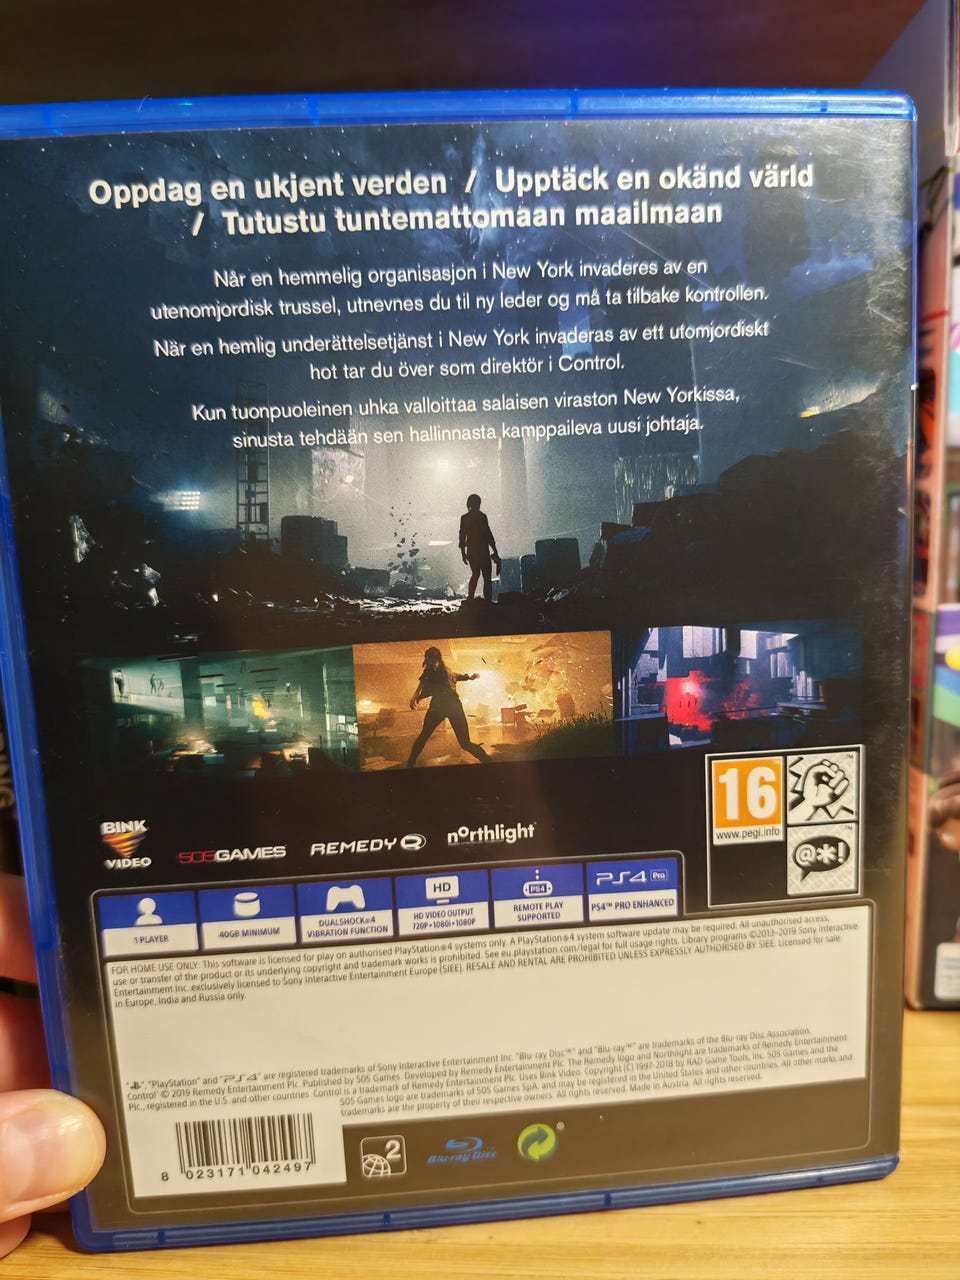 Oppdag en ukjent verden / Upptäck en okänd värld
/ Tutustu tuntemattomaan maailmaan
Når en hemmelig organisasjon i New York invaderes av en
utenomjordisk trussel, utnevnes du til ny leder og må ta tilbake kontrollen.
När en hemlig underättelsetjänst i New York invaderas av ett utomjordiskt
hot tar du över som direktör i Control.
Kun tuonpuoleinen uhka valloittaa salaisen viraston New Yorkissa,
sinusta tehdään sen hallinnasta kamppaileva uusi johtaja.
16
www.pegi.info
@*!
BINK
VIDEO
505GAMES
REMEDY
northlight
1 PLAYER
40GB MINIMUM
DUALSHOCK®4
VIBRATION FUNCTION
HD
HD VIDEO OUTPUT
720P•1080i•1080P
PS4
REMOTE PLAY
SUPPORTED
PS4 Pro
PS4™ PRO ENHANCED
FOR HOME USE ONLY: This software is licensed for play on authorised PlayStation®4 systems only. A PlayStation®4 system software update may be required. All unauthorised access,
use or transfer of the product or its underlying copyright and trademark works is prohibited. See eu.playstation.com/legal for full usage rights. Library programs ©2013-2019 Sony Interactive
Entertainment Inc. exclusively licensed to Sony Interactive Entertainment Europe (SIEE). RESALE AND RENTAL ARE PROHIBITED UNLESS EXPRESSLY AUTHORISED BY SIEE. Licensed for sale
in Europe, India and Russia only.
"PlayStation" and "PS4" are registered trademarks of Sony Interactive Entertainment Inc. "Blu-ray Disc™" and "Blu-ray™" are trademarks of the Blu-ray Disc Association.
Control © 2019 Remedy Entertainment Plc. Published by 505 Games. Developed by Remedy Entertainment Plc. The Remedy logo and Northlight are trademarks of Remedy Entertainment
Plc., registered in the U.S. and other countries. Control is a trademark of Remedy Entertainment Plc. Uses Bink Video. Copyright (C) 1997-2018 by RAD Game Tools, Inc. 505 Games and the
505 Games logo are trademarks of 505 Games SpA, and may be registered in the United States and other countries. All other marks and
trademarks are the property of their respective owners. All rights reserved. Made in Austria. All rights reserved.
8 023171 042497
2
Blu-ray Disc